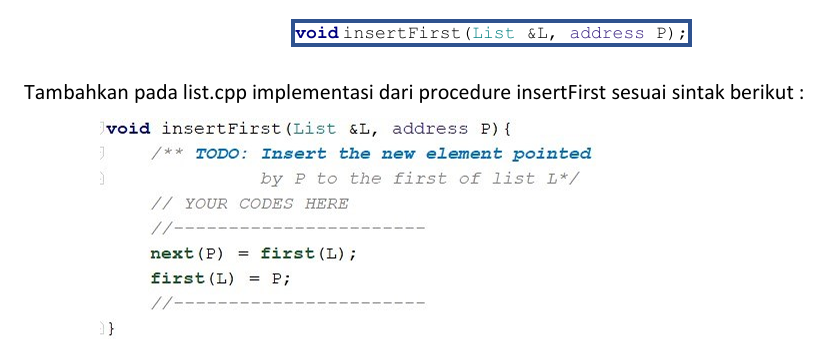 void insertFirst(List &L, address P);
Tambahkan pada list.cpp implementasi dari procedure insertFirst sesuai sintak berikut :
void insertFirst(List &L, address P){
/** TODO: Insert the new element pointed
by P to the first of list L*/
// YOUR CODES HERE
//-----------------------
next(P) = first(L);
first(L) = P;
//-----------------------
}